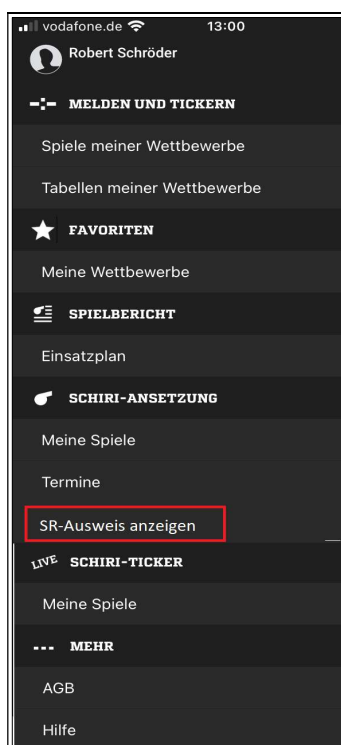 vodafone.de 13:00
Robert Schröder
MELDEN UND TICKERN
Spiele meiner Wettbewerbe
Tabellen meiner Wettbewerbe
FAVORITEN
Meine Wettbewerbe
SPIELBERICHT
Einsatzplan
SCHIRI-ANSETZUNG
Meine Spiele
Termine
SR-Ausweis anzeigen
LIVE SCHIRI-TICKER
Meine Spiele
MEHR
AGB
Hilfe